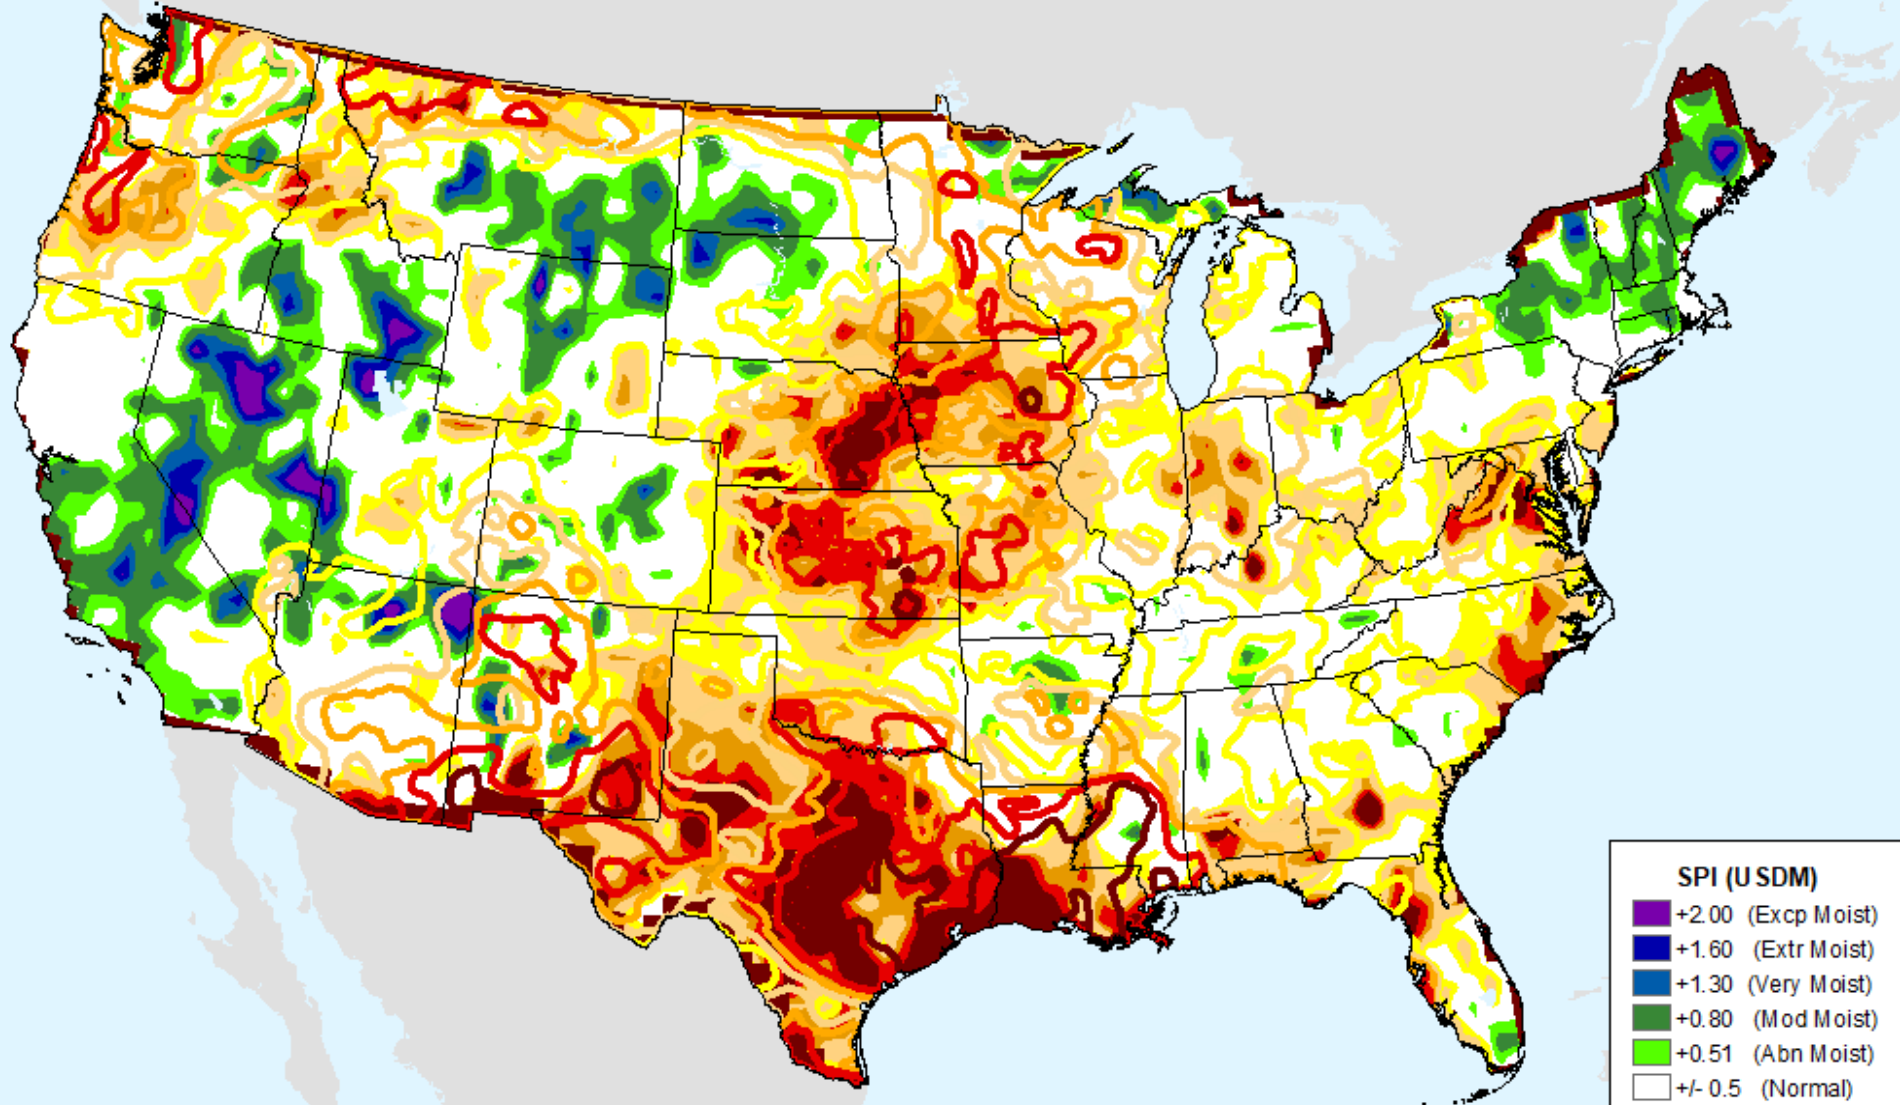 SPI (USDM)
+2.00 (Excp Moist)
+1.60 (Extr Moist)
+1.30 (Very Moist)
+0.80 (Mod Moist)
+0.51 (Abn Moist)
+/- 0.5 (Normal)